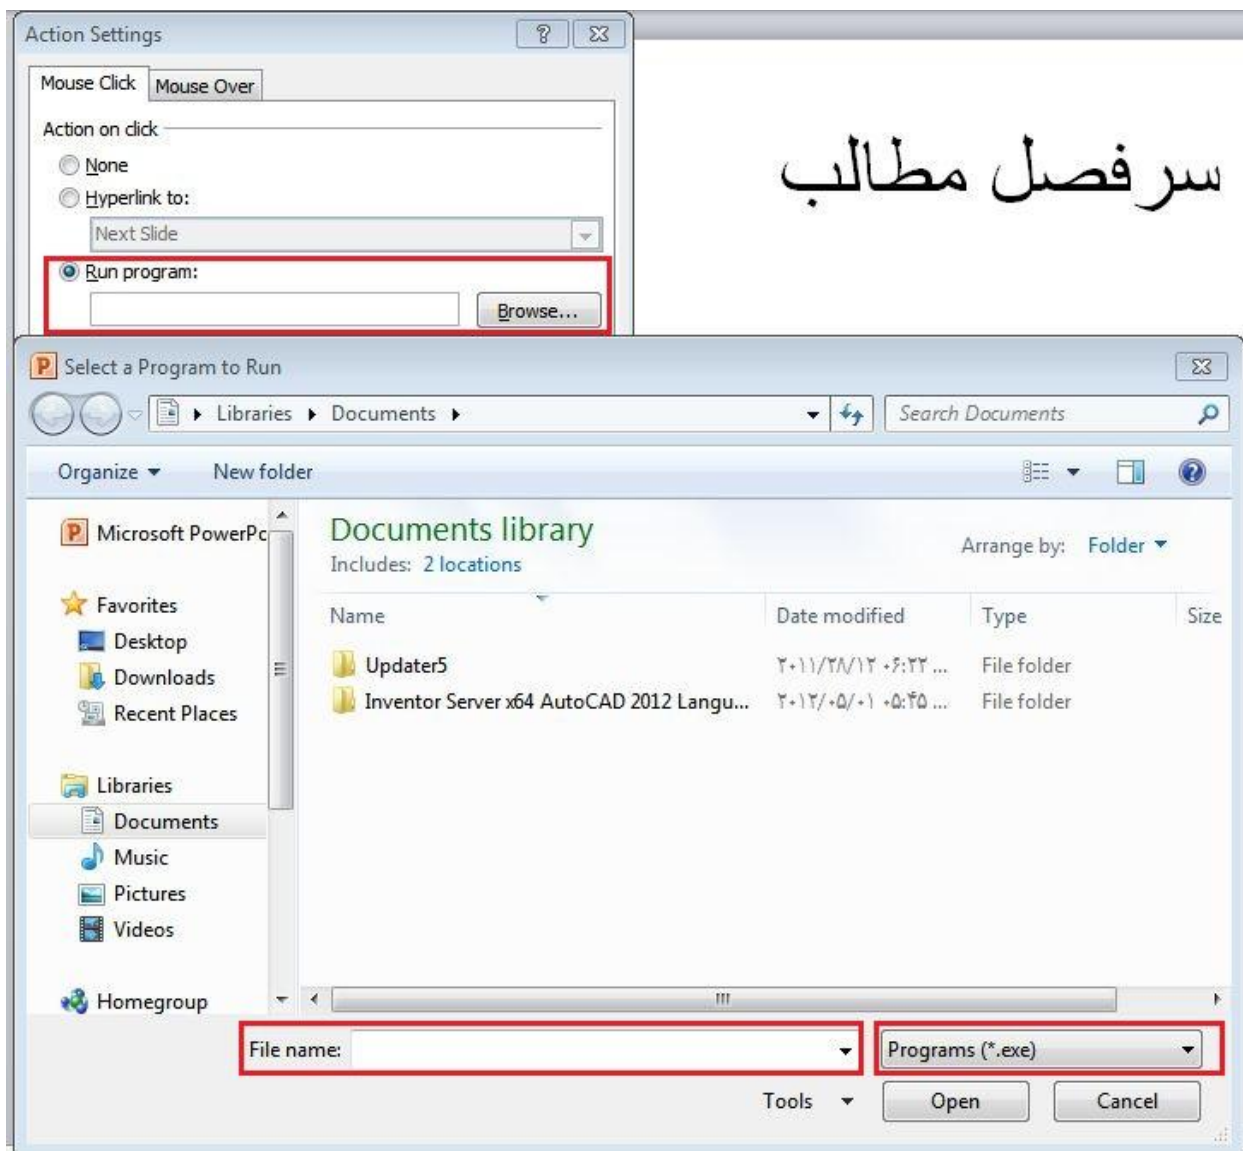 Action Settings
Mouse Click Mouse Over
Action on click
None
Hyperlink to:
Next Slide
Run program:
Browse...
سر فصل مطالب
Select a Program to Run
Libraries Documents
Search Documents
Organize New folder
Microsoft PowerPc
Favorites
Desktop
Downloads
Recent Places
Libraries
Documents
Music
Pictures
Videos
Homegroup
Documents library
Includes: 2 locations
Arrange by: Folder
Name Date modified Type Size
Updater5 ۲۰۱۱/۲۸/۱۲ ۰۶:۲۲ ... File folder
Inventor Server x64 AutoCAD 2012 Langu... ۲۰۱۲/۰۵/۰۱ ۰۵:۴۵ ... File folder
File name: Programs (*.exe)
Tools Open Cancel